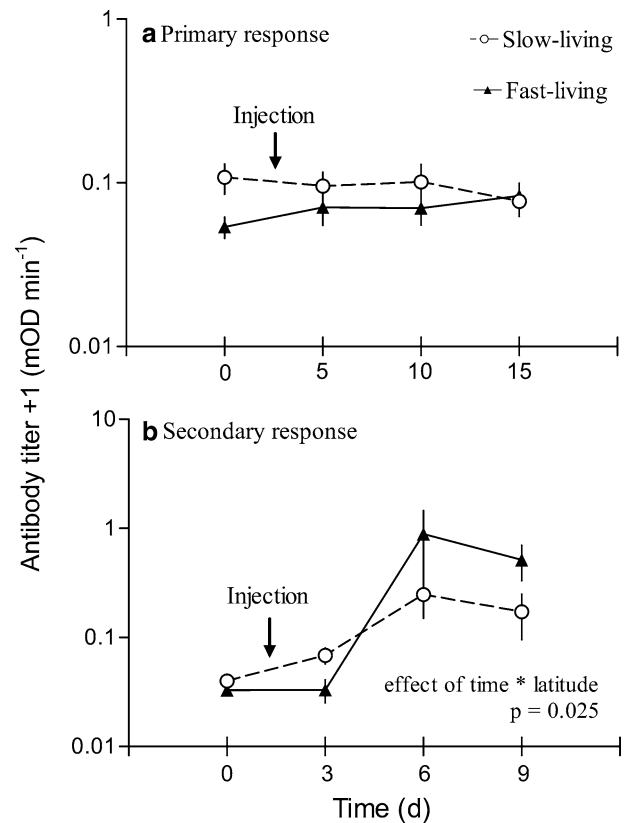 Antibody titer +1 (mOD min⁻¹)
a Primary response
Slow-living
Fast-living
Injection
1
0.1
0.01
0 5 10 15
b Secondary response
Injection
10
1
0.1
0.01
effect of time * latitude
p = 0.025
0 3 6 9
Time (d)